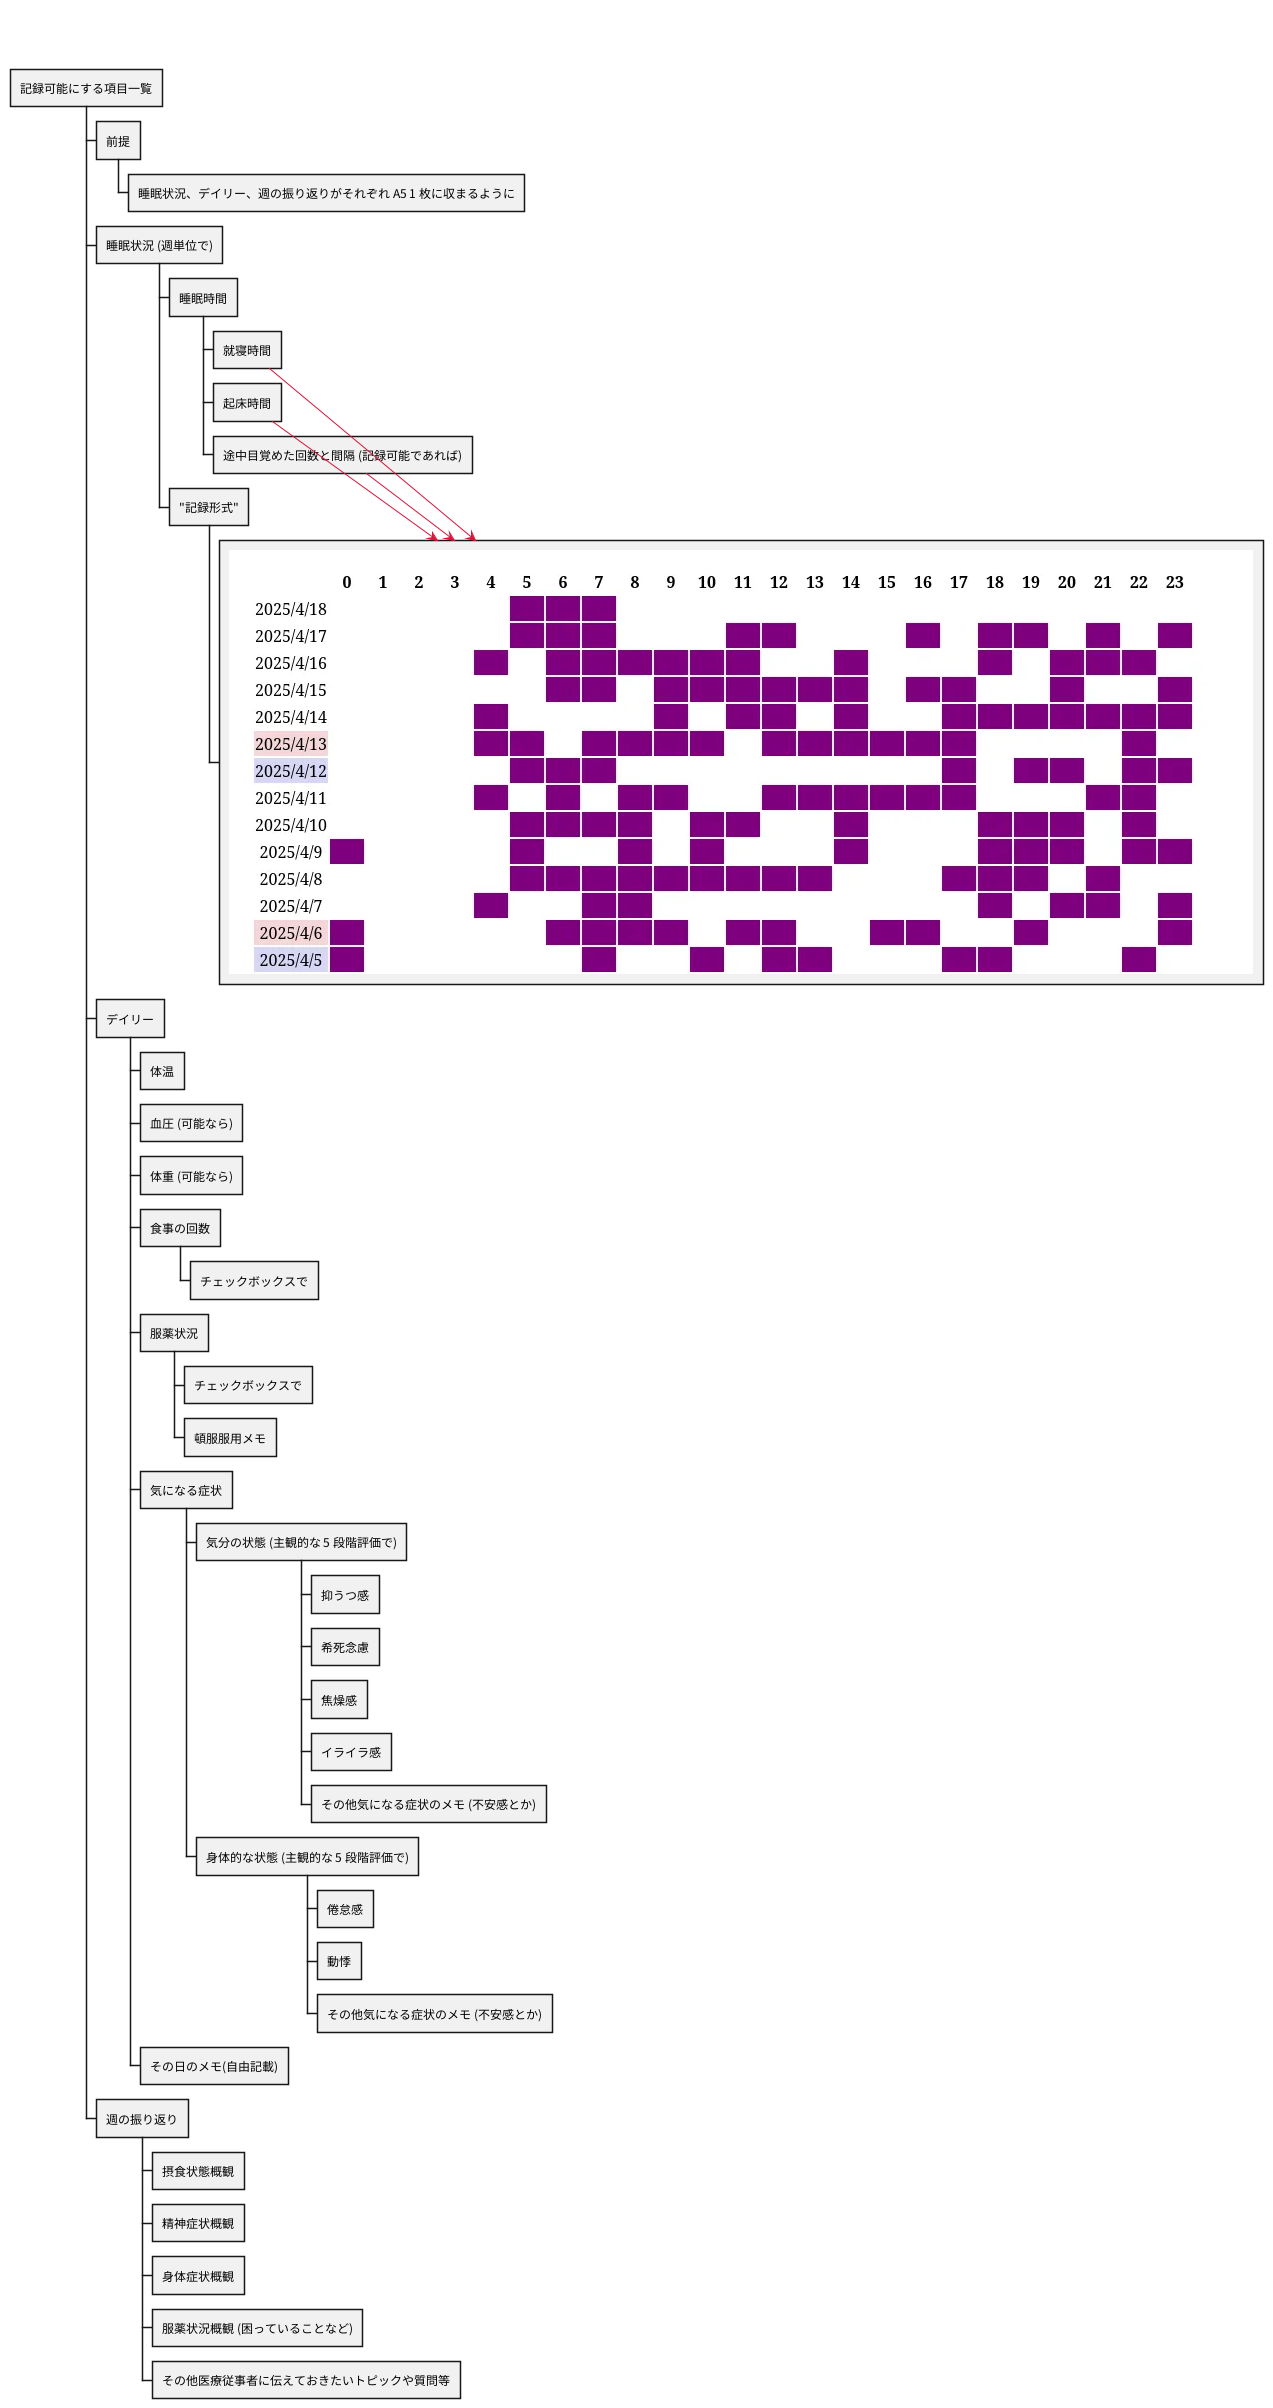 記録可能にする項目一覧
前提
睡眠状況、デイリー、週の振り返りがそれぞれ A5 1 枚に収まるように
睡眠状況 (週単位で)
睡眠時間
就寝時間
起床時間
途中目覚めた回数と間隔 (記録可能であれば)
"記録形式"
0 1 2 3 4 5 6 7 8 9 10 11 12 13 14 15 16 17 18 19 20 21 22 23
2025/4/18
2025/4/17
2025/4/16
2025/4/15
2025/4/14
2025/4/13
2025/4/12
2025/4/11
2025/4/10
2025/4/9
2025/4/8
2025/4/7
2025/4/6
2025/4/5
デイリー
体温
血圧 (可能なら)
体重 (可能なら)
食事の回数
チェックボックスで
服薬状況
チェックボックスで
頓服服用メモ
気になる症状
気分の状態 (主観的な 5 段階評価で)
抑うつ感
希死念慮
焦燥感
イライラ感
その他気になる症状のメモ (不安感とか)
身体的な状態 (主観的な 5 段階評価で)
倦怠感
動悸
その他気になる症状のメモ (不安感とか)
その日のメモ(自由記載)
週の振り返り
摂食状態概観
精神症状概観
身体症状概観
服薬状況概観 (困っていることなど)
その他医療従事者に伝えておきたいトピックや質問等